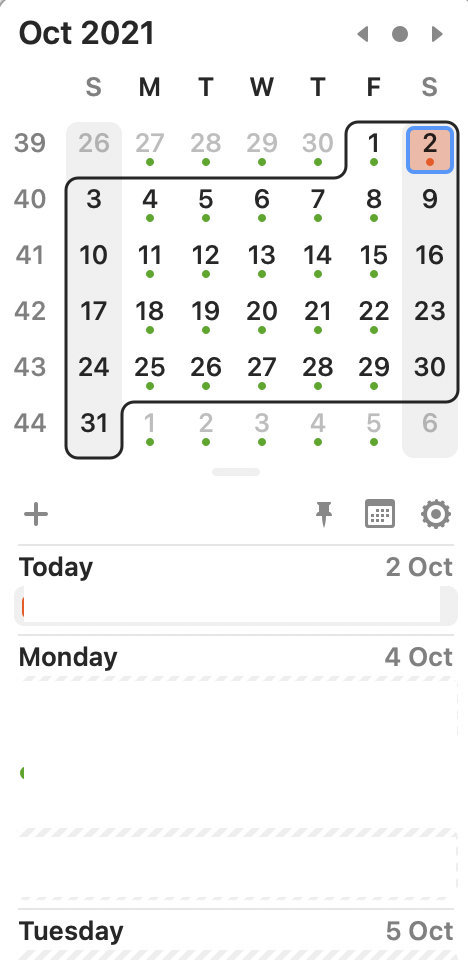 Oct 2021
S M T W T F S
39 26 27 28 29 30 1 2
40 3 4 5 6 7 8 9
41 10 11 12 13 14 15 16
42 17 18 19 20 21 22 23
43 24 25 26 27 28 29 30
44 31 1 2 3 4 5 6
Today 2 Oct
Monday 4 Oct
Tuesday 5 Oct